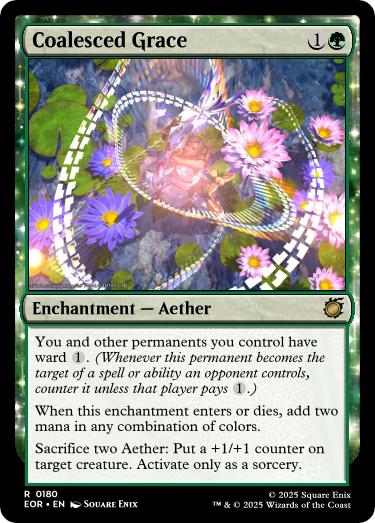 Coalesced Grace 1
Enchantment — Aether
You and other permanents you control have
ward 1. (Whenever this permanent becomes the
target of a spell or ability an opponent controls,
counter it unless that player pays 1.)
When this enchantment enters or dies, add two
mana in any combination of colors.
Sacrifice two Aether: Put a +1/+1 counter on
target creature. Activate only as a sorcery.
R 0180
EOR • EN SQUARE ENIX
© 2025 Square Enix
™ & © 2025 Wizards of the Coast